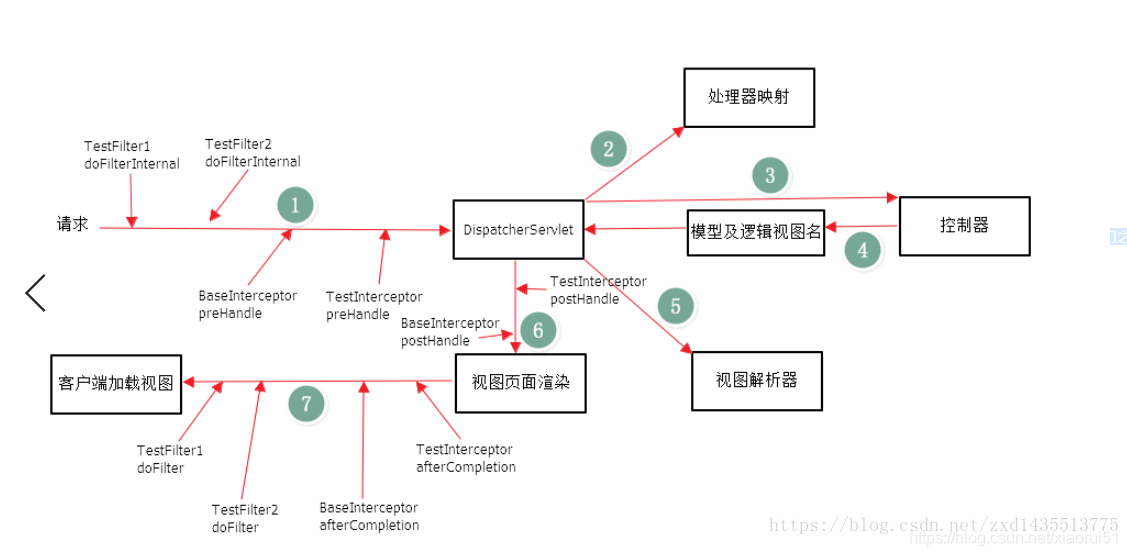 处理器映射
TestFilter1
doFilterInternal
TestFilter2
doFilterInternal
2
3
1
请求
DispatcherServlet
模型及逻辑视图名
控制器
4
BaseInterceptor
preHandle
TestInterceptor
preHandle
TestInterceptor
postHandle
5
BaseInterceptor
postHandle
6
客户端加载视图
视图页面渲染
视图解析器
7
TestFilter1
doFilter
TestInterceptor
afterCompletion
TestFilter2
doFilter
BaseInterceptor
afterCompletion
https://blog.csdn.net/zxd1435513775
https://blog.csdn.net/xiaorui51